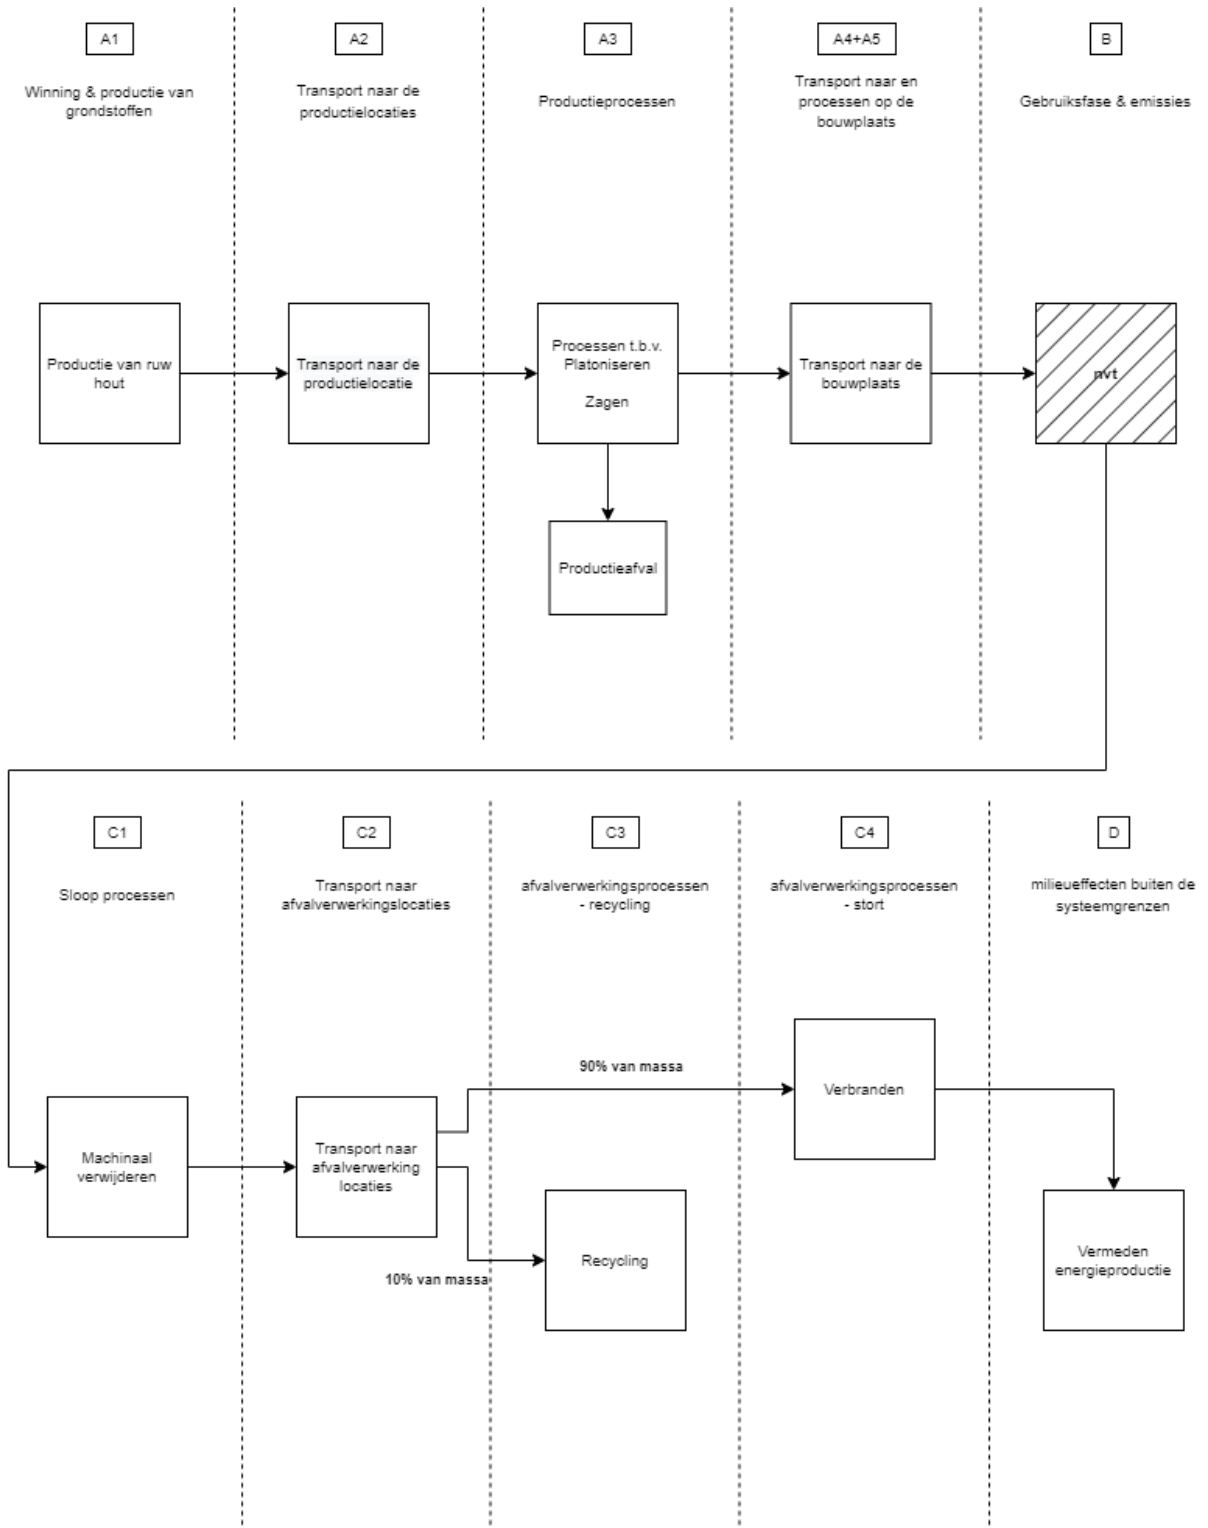 A1
A2
A3
A4+A5
B
Winning & productie van
grondstoffen
Transport naar de
productielocaties
Productieprocessen
Transport naar en
processen op de
bouwplaats
Gebruiksfase & emissies
Productie van ruw
hout
Transport naar de
productielocatie
Processen t.b.v.
Platoniseren
Zagen
Transport naar de
bouwplaats
nvt
Productieafval
C1
C2
C3
C4
D
Sloop processen
Transport naar
afvalverwerkingslocaties
afvalverwerkingsprocessen
- recycling
afvalverwerkingsprocessen
- stort
milieueffecten buiten de
systeemgrenzen
90% van massa
Verbranden
Machinaal
verwijderen
Transport naar
afvalverwerking
locaties
10% van massa
Recycling
Vermeden
energieproductie